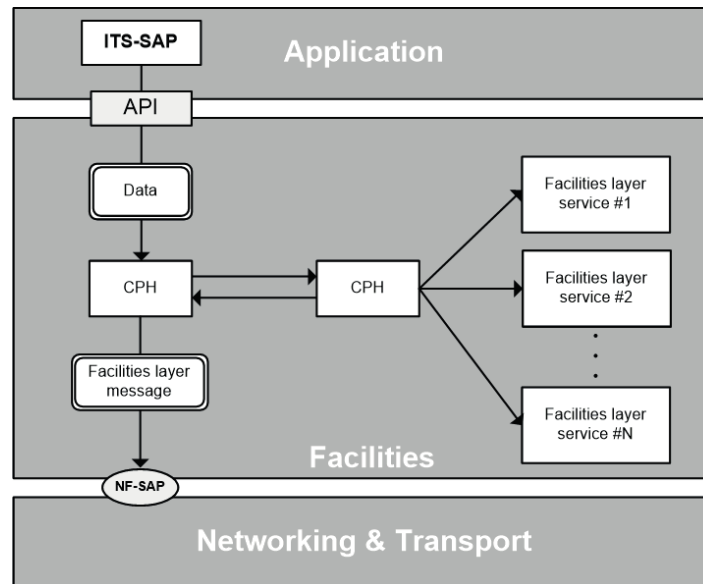 ITS-SAP
Application
API
Data
Facilities layer
service #1
CPH
CPH
Facilities layer
service #2
Facilities layer
message
Facilities layer
service #N
Facilities
NF-SAP
Networking & Transport